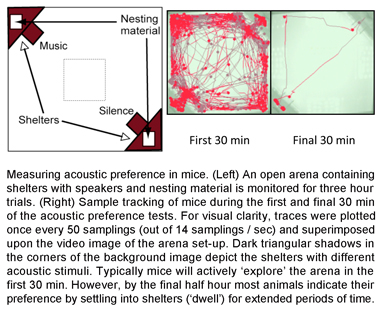 Nesting
material
Music
Shelters
Silence
First 30 min
Final 30 min
Measuring acoustic preference in mice. (Left) An open arena containing
shelters with speakers and nesting material is monitored for three hour
trials. (Right) Sample tracking of mice during the first and final 30 min
of the acoustic preference tests. For visual clarity, traces were plotted
once every 50 samplings (out of 14 samplings / sec) and superimposed
upon the video image of the arena set-up. Dark triangular shadows in
the corners of the background image depict the shelters with different
acoustic stimuli. Typically mice will actively 'explore' the arena in the
first 30 min. However, by the final half hour most animals indicate their
preference by settling into shelters ('dwell') for extended periods of time.